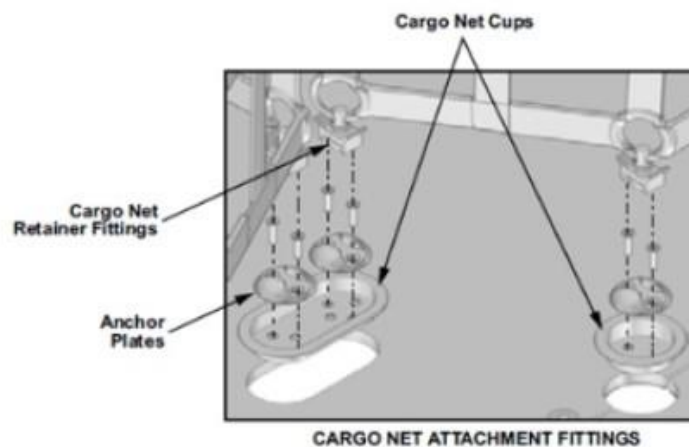 Cargo Net Cups
Cargo Net
Retainer Fittings
Anchor
Plates
CARGO NET ATTACHMENT FITTINGS